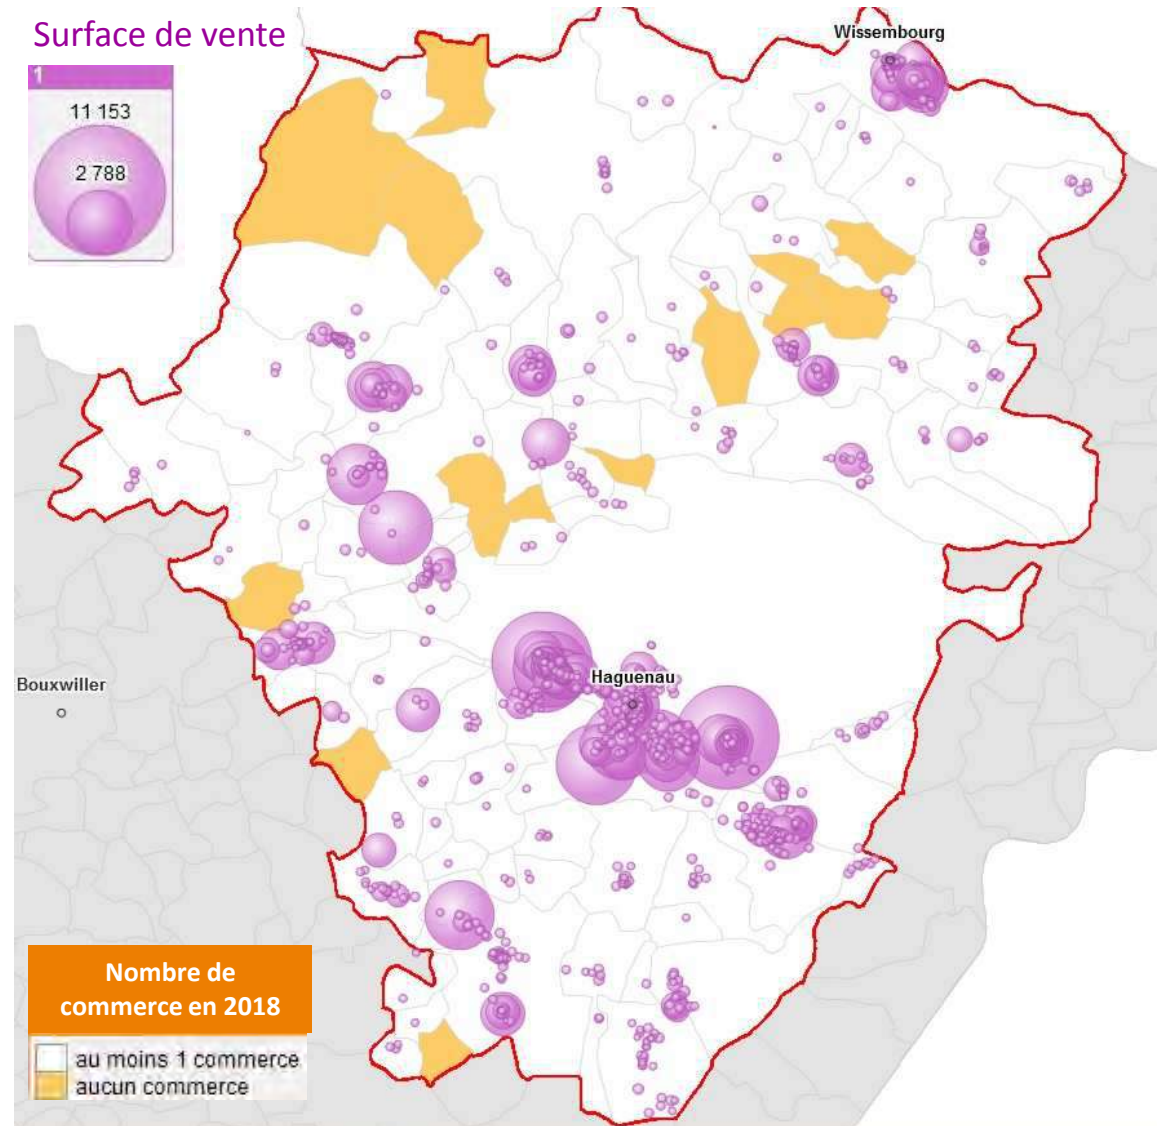 Surface de vente
1
11 153
2 788
Wissembourg
Haguenau
Bouxwiller
Nombre de
commerce en 2018
au moins 1 commerce
aucun commerce